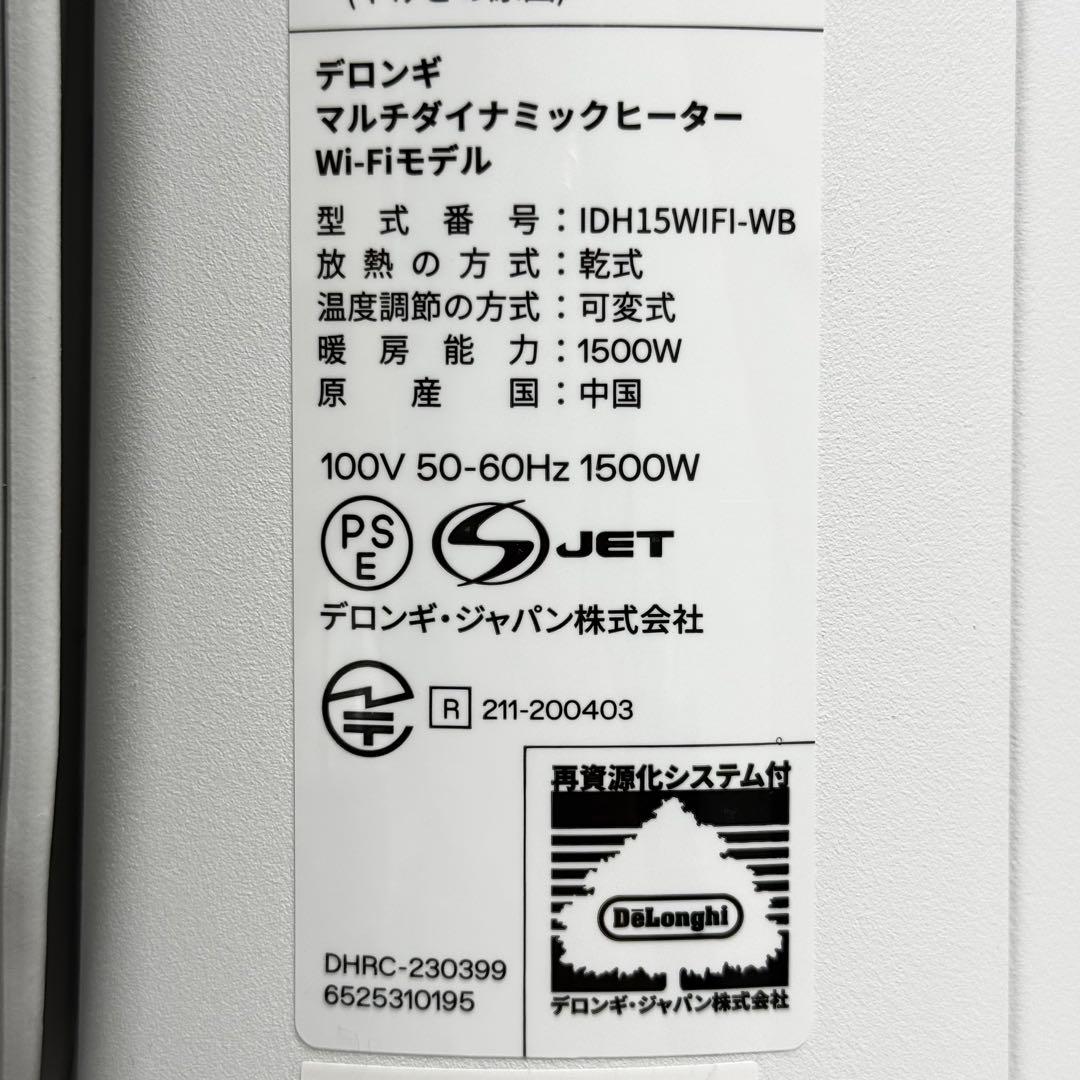 デロンギ
マルチダイナミックヒーター
Wi-Fiモデル
型式番号：IDH15WIFI-WB
放熱の方式：乾式
温度調節の方式：可変式
暖房能力：1500W
原産国：中国
100V 50-60Hz 1500W
PSE
S JET
デロンギ・ジャパン株式会社
R 211-200403
再資源化システム付
DeLonghi
デロンギ・ジャパン株式会社
DHRC-230399
6525310195